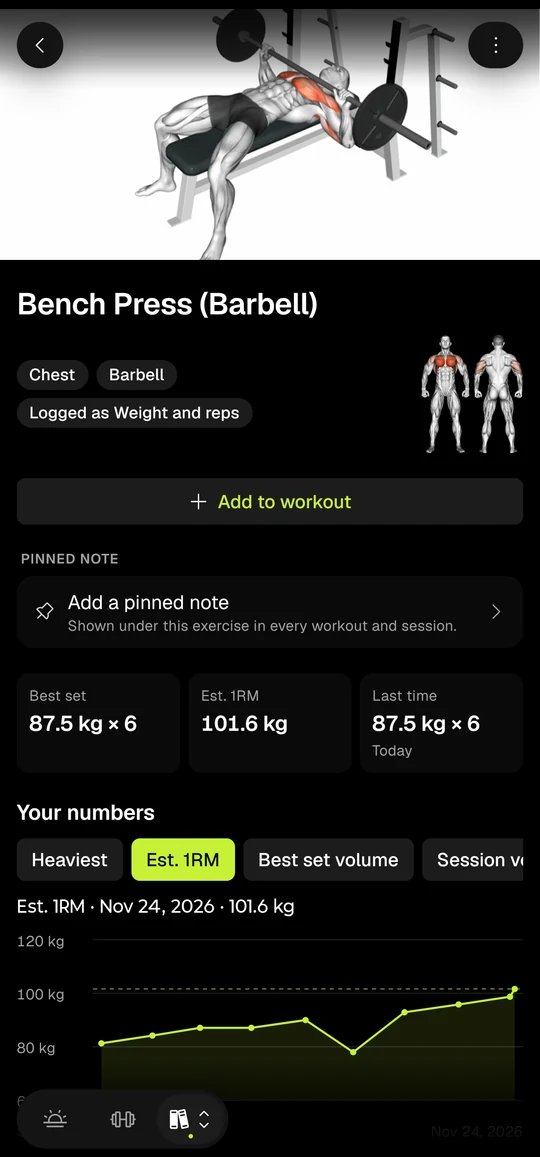 Bench Press (Barbell)
Chest
Barbell
Logged as Weight and reps
Add to workout
PINNED NOTE
Add a pinned note
Shown under this exercise in every workout and session.
Best set
87.5 kg × 6
Est. 1RM
101.6 kg
Last time
87.5 kg × 6
Today
Your numbers
Heaviest
Est. 1RM
Best set volume
Session
Est. 1RM · Nov 24, 2026 · 101.6 kg
120 kg
100 kg
80 kg
Nov 24, 2026